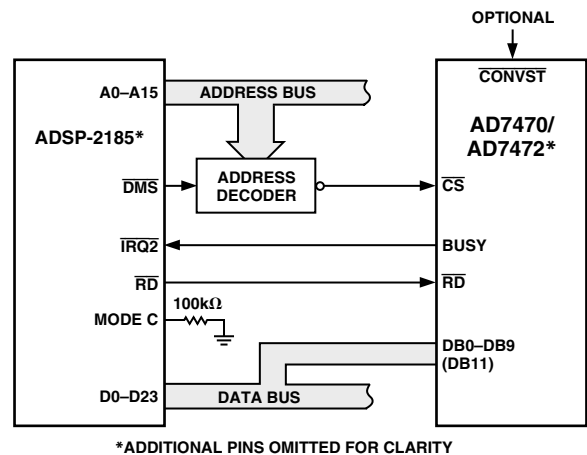 OPTIONAL
CONVST
A0–A15
ADDRESS BUS
ADSP-2185*
AD7470/
AD7472*
DMS
ADDRESS
DECODER
CS
IRQ2
BUSY
RD
RD
MODE C
100kΩ
DB0–DB9
(DB11)
D0–D23
DATA BUS
*ADDITIONAL PINS OMITTED FOR CLARITY